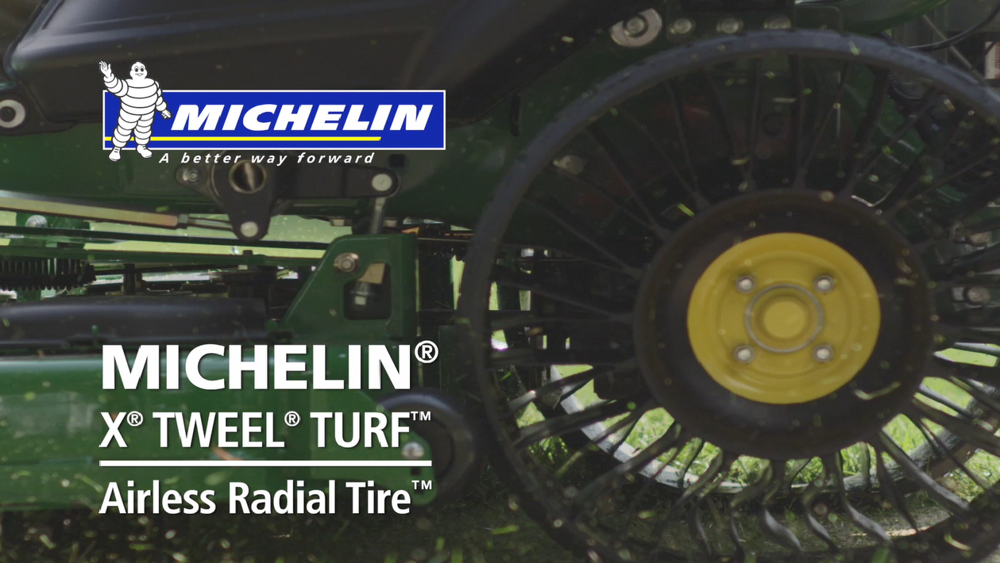 MICHELIN
A better way forward
MICHELIN®
X® TWEEL® TURF™
Airless Radial Tire™